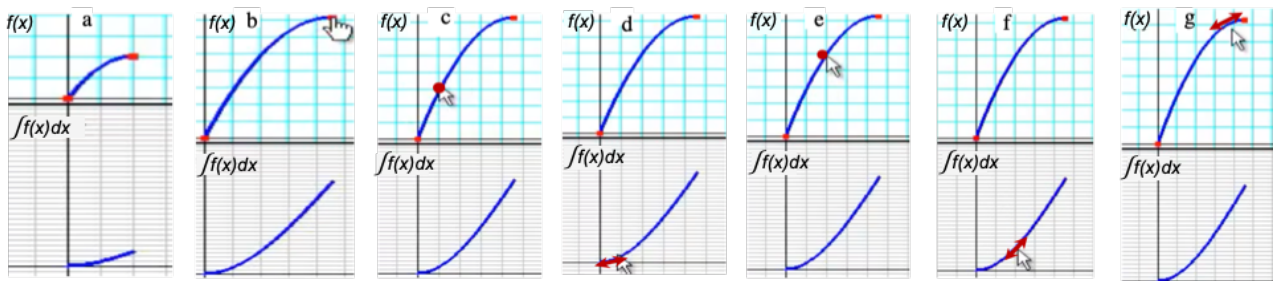 f(x) a
f(x) b
f(x) c
f(x) d
f(x) e
f(x) f
f(x) g
∫f(x)dx
∫f(x)dx
∫f(x)dx
∫f(x)dx
∫f(x)dx
∫f(x)dx
∫f(x)dx